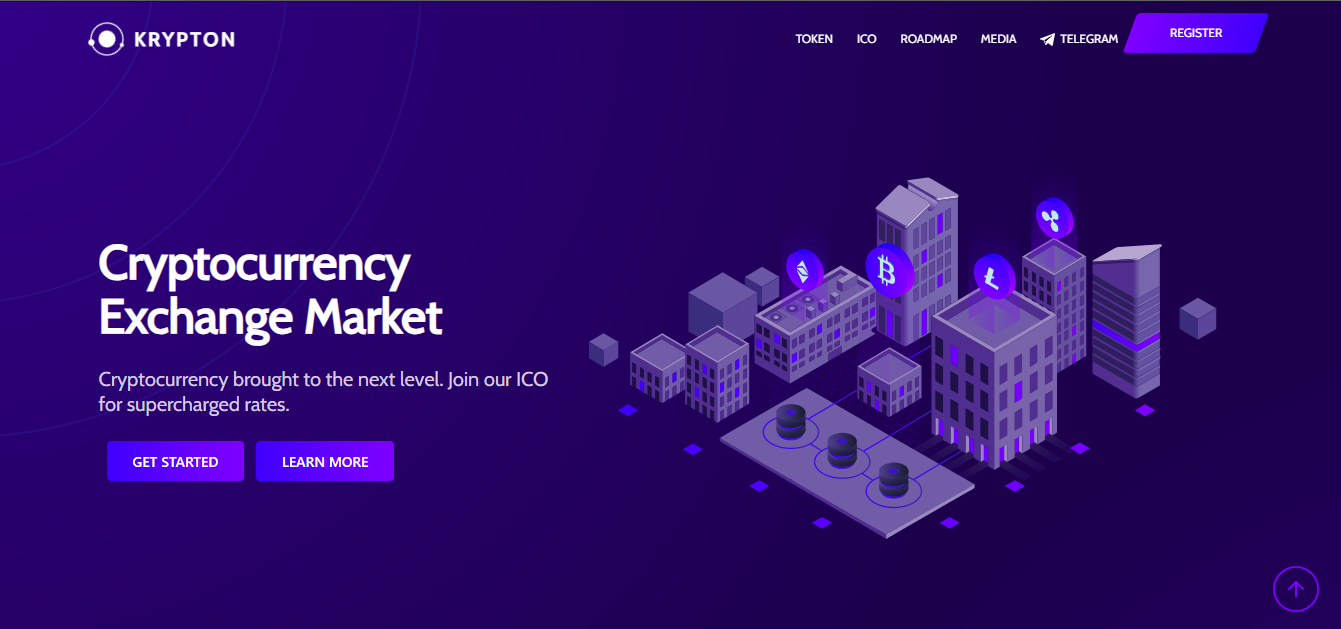 KRYPTON
TOKEN
ICO
ROADMAP
MEDIA
TELEGRAM
REGISTER
Cryptocurrency
Exchange Market
Cryptocurrency brought to the next level. Join our ICO
for supercharged rates.
GET STARTED
LEARN MORE